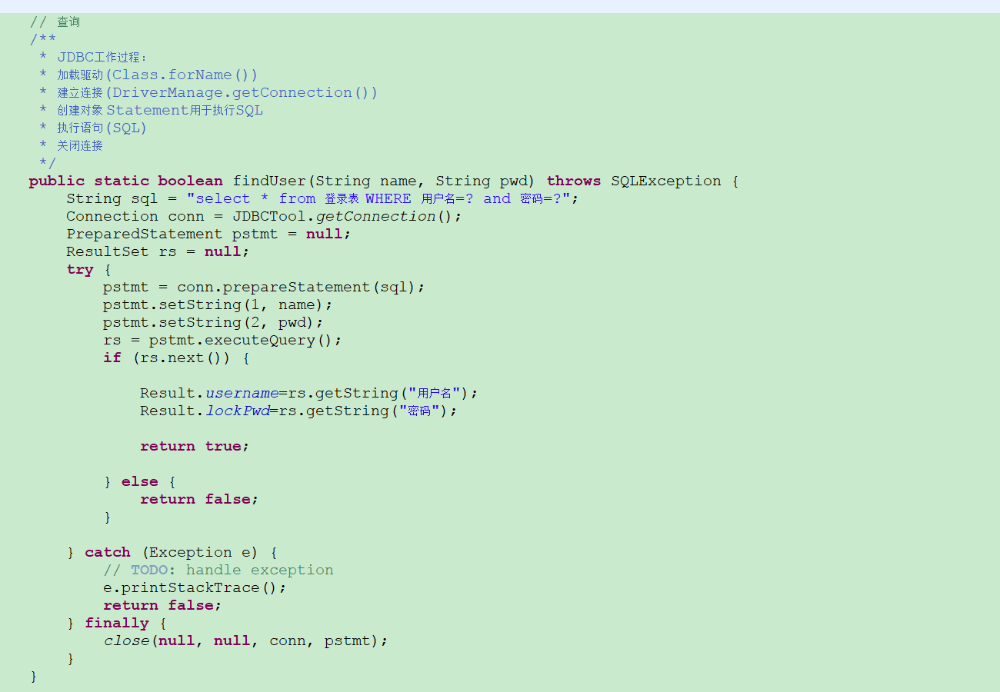 // 查询
/**
 * JDBC工作过程:
 * 加载驱动(Class.forName())
 * 建立连接(DriverManage.getConnection())
 * 创建对象Statement用于执行SQL
 * 执行语句(SQL)
 * 关闭连接
 */
public static boolean findUser(String name, String pwd) throws SQLException {
    String sql = "select * from 登录表 WHERE 用户名=? and 密码=?";
    Connection conn = JDBCTool.getConnection();
    PreparedStatement pstmt = null;
    ResultSet rs = null;
    try {
        pstmt = conn.prepareStatement(sql);
        pstmt.setString(1, name);
        pstmt.setString(2, pwd);
        rs = pstmt.executeQuery();
        if (rs.next()) {
            Result.username=rs.getString("用户名");
            Result.lockPwd=rs.getString("密码");
            return true;
        } else {
            return false;
        }
    } catch (Exception e) {
        // TODO: handle exception
        e.printStackTrace();
        return false;
    } finally {
        close(null, null, conn, pstmt);
    }
}